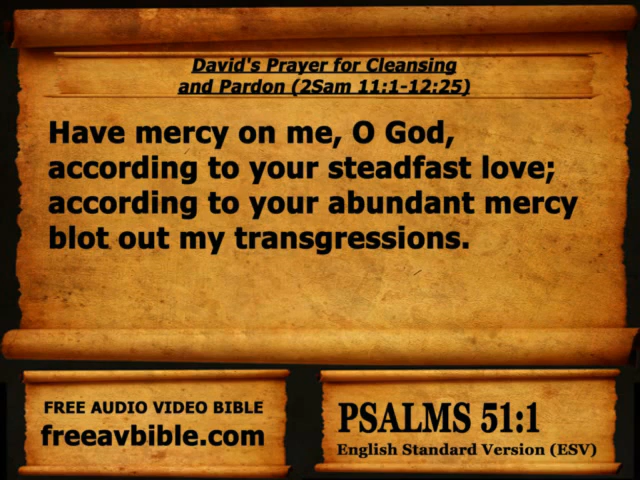 David's Prayer for Cleansing
and Pardon (2Sam 11:1-12:25)
Have mercy on me, O God,
according to your steadfast love;
according to your abundant mercy
blot out my transgressions.
FREE AUDIO VIDEO BIBLE
freeavbible.com
PSALMS 51:1
English Standard Version (ESV)